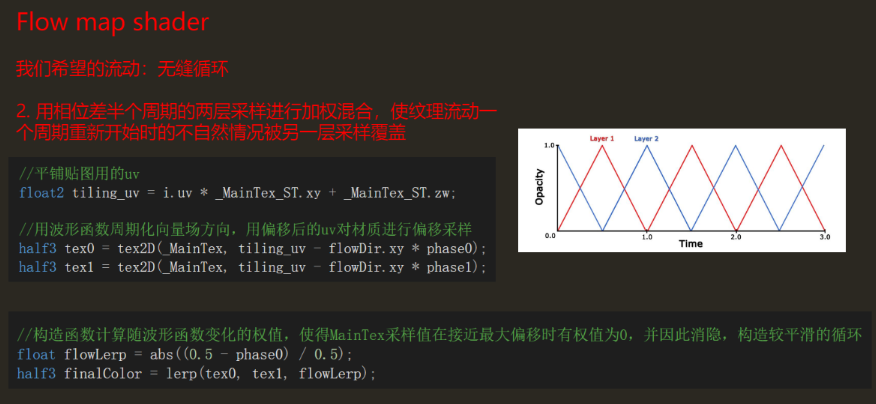 Flow map shader
我们希望的流动：无缝循环
2. 用相位差半个周期的两层采样进行加权混合，使纹理流动一
个周期重新开始时的不自然情况被另一层采样覆盖
//平铺贴图用的uv
float2 tiling_uv = i.uv * _MainTex_ST.xy + _MainTex_ST.zw;
//用波形函数周期化向量场方向，用偏移后的uv对材质进行偏移采样
half3 tex0 = tex2D(_MainTex, tiling_uv - flowDir.xy * phase0);
half3 tex1 = tex2D(_MainTex, tiling_uv - flowDir.xy * phase1);
Layer 1 Layer 2
1.0
Opacity
0.0 1.0 2.0 3.0
Time
//构造函数计算随波形函数变化的权值，使得MainTex采样值在接近最大偏移时有权值为0，并因此消隐，构造较平滑的循环
float flowLerp = abs((0.5 - phase0) / 0.5);
half3 finalColor = lerp(tex0, tex1, flowLerp);